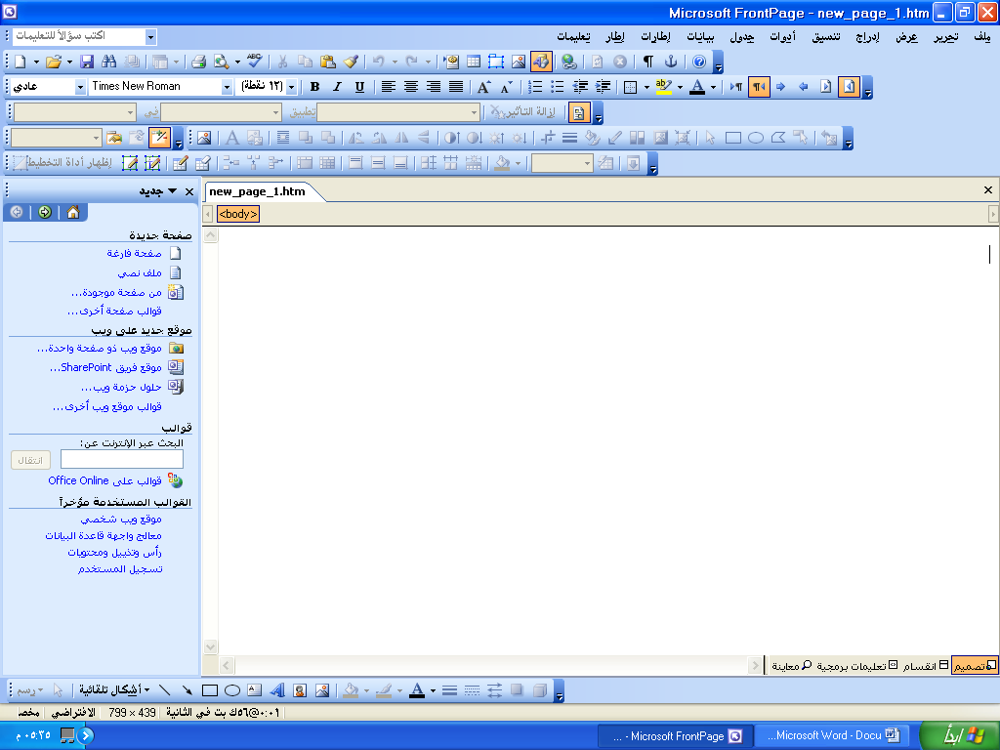 Microsoft FrontPage - new_page_1.htm
ملف تحرير عرض إدراج تنسيق أدوات بيانات جدول إطارات إطار تعليمات
اكتب سؤالاً للتعليمات
عادي Times New Roman (١٢ نقطة) B I U
إزالة التأثير تطبيق في
إظهار أداة التخطيط
new_page_1.htm
<body>
جديد
صفحة جديدة
صفحة فارغة
ملف نصي
من صفحة موجودة...
قوالب صفحة أخرى...
موقع جديد على ويب
موقع ويب ذو صفحة واحدة...
موقع فريق SharePoint...
حلول حزمة ويب...
قوالب موقع ويب أخرى...
قوالب
البحث عبر الإنترنت عن:
انتقال
قوالب على Office Online
القوالب المستخدمة مؤخراً
موقع ويب شخصي
معالج واجهة قاعدة البيانات
رأس وتذييل ومحتويات
تسجيل المستخدم
تصميم انقسام تعليمات برمجية معاينة
رسم أشكال تلقائية
٠:٠١@٥٦ك بت في الثانية 799 × 439 الافتراضي مخصـ
ابدأ
Microsoft Word - Docu...
... - Microsoft FrontPage
٠٥:٢٥ م